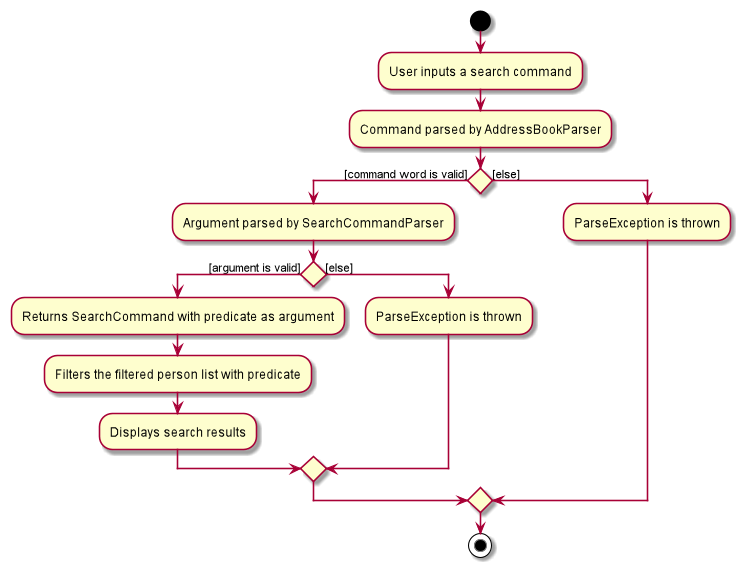 User inputs a search command
Command parsed by AddressBookParser
[command word is valid]
[else]
Argument parsed by SearchCommandParser
ParseException is thrown
[argument is valid]
[else]
Returns SearchCommand with predicate as argument
ParseException is thrown
Filters the filtered person list with predicate
Displays search results